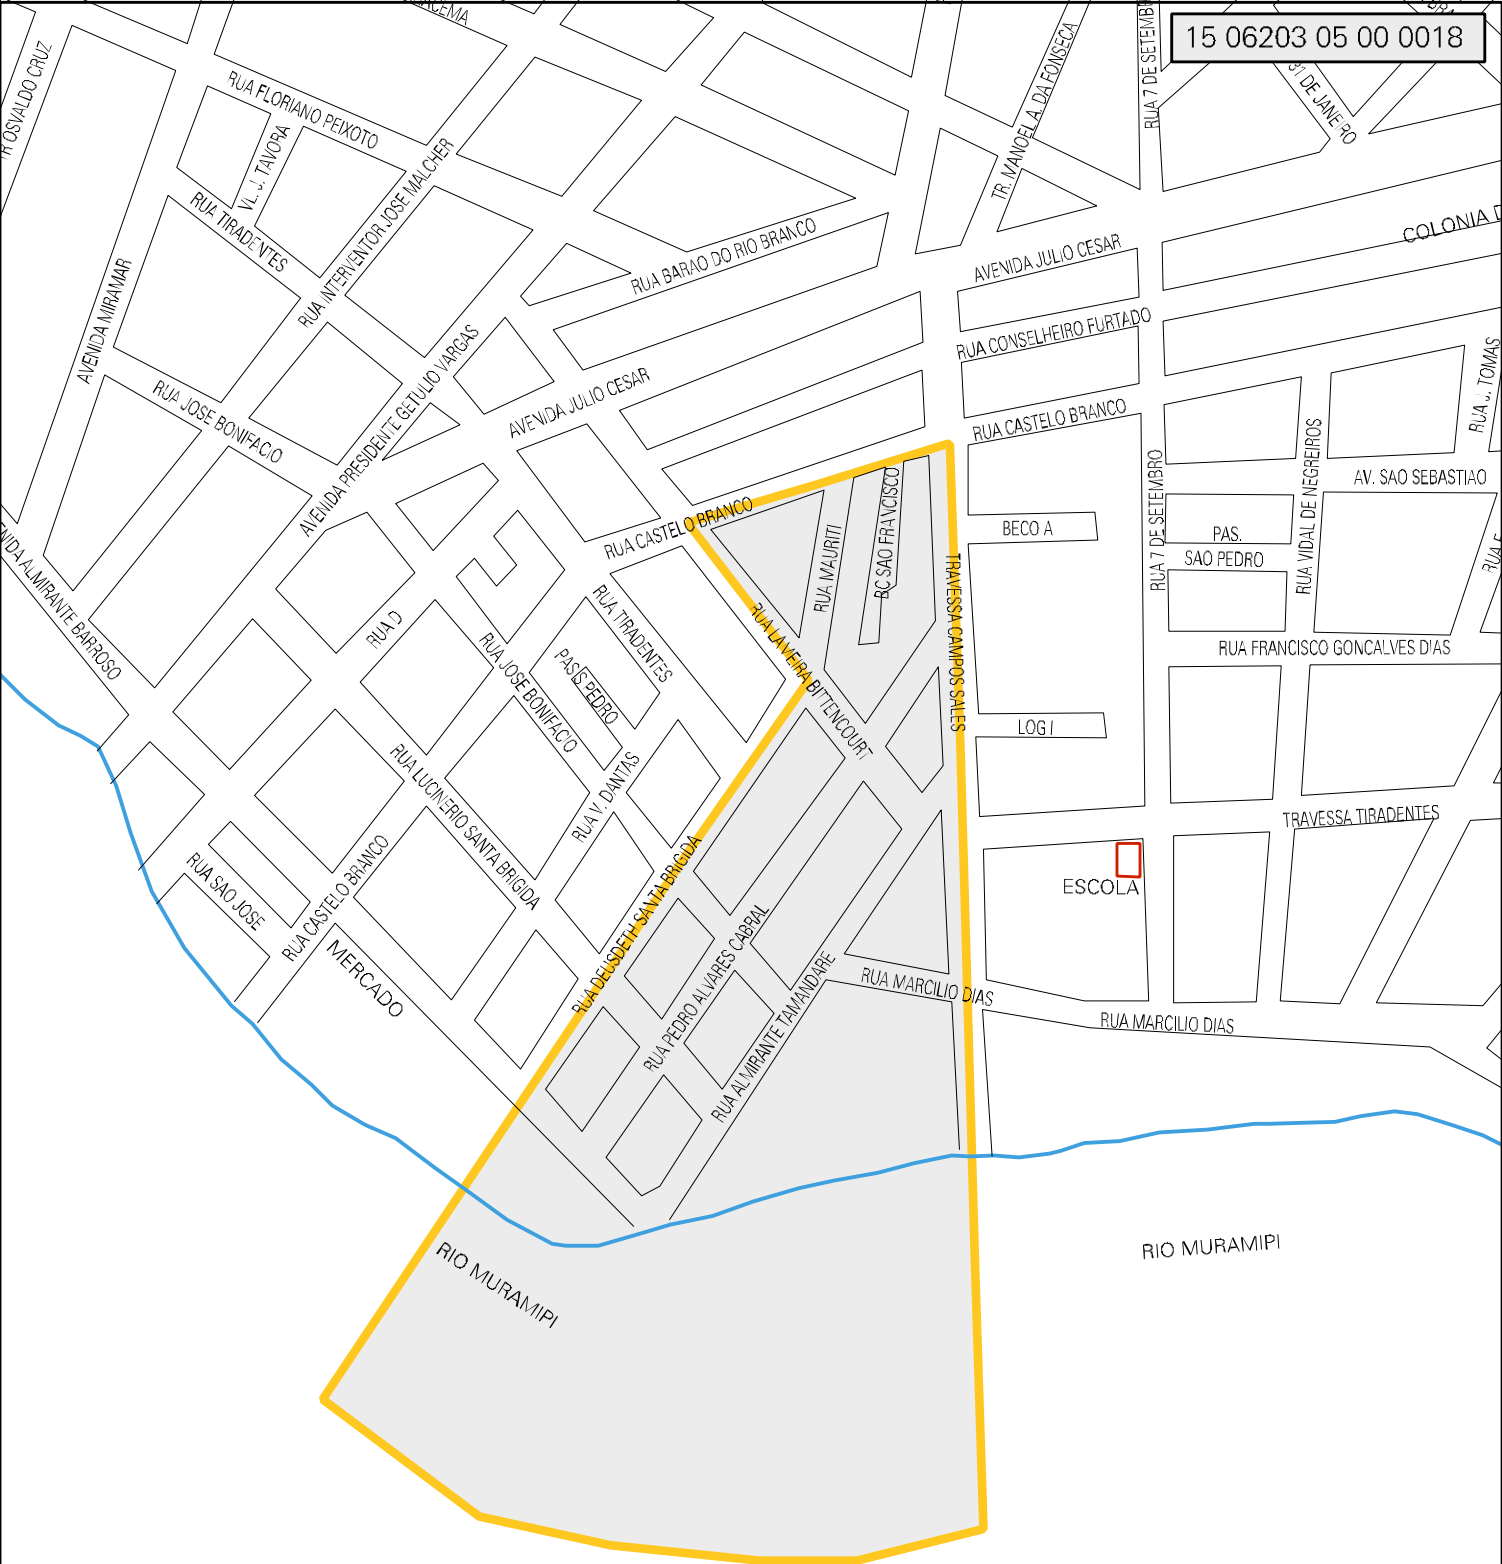 15 06203 05 00 0018
RUA 7 DE SETEMBRO
TR. MANOEL A. DA FONSECA
31 DE JANEIRO
OSVALDO CRUZ
RUA FLORIANO PEIXOTO
VL. J. TAVORA
RUA TIRADENTES
RUA INTERVENTOR JOSE MALCHER
RUA BARAO DO RIO BRANCO
COLONIA
AVENIDA JULIO CESAR
AVENIDA MIRAMAR
RUA CONSELHEIRO FURTADO
RUA J. TOMAS
RUA JOSE BONIFACIO
AVENIDA PRESIDENTE GETULIO VARGAS
AVENIDA JULIO CESAR
RUA CASTELO BRANCO
RUA 7 DE SETEMBRO
RUA VIDAL DE NEGREIROS
AV. SAO SEBASTIAO
RUA CASTELO BRANCO
RUA MAURITI
BC SAO FRANCISCO
BECO A
PAS.
SAO PEDRO
RUA
ALMIRANTE BARROSO
RUA D
RUA TIRADENTES
RUA LAMEIRA BITTENCOURT
TRAVESSA CAMPOS SALES
RUA FRANCISCO GONCALVES DIAS
RUA JOSE BONIFACIO
PAS S PEDRO
LOG I
RUA LUCINERIO SANTA BRIGIDA
RUA V. DANTAS
TRAVESSA TIRADENTES
RUA SAO JOSE
RUA CASTELO BRANCO
RUA DEUSDETH SANTA BRIGIDA
ESCOLA
MERCADO
RUA PEDRO ALVARES CABRAL
RUA ALMIRANTE TAMANDARE
RUA MARCILIO DIAS
RUA MARCILIO DIAS
RIO MURAMIPI
RIO MURAMIPI